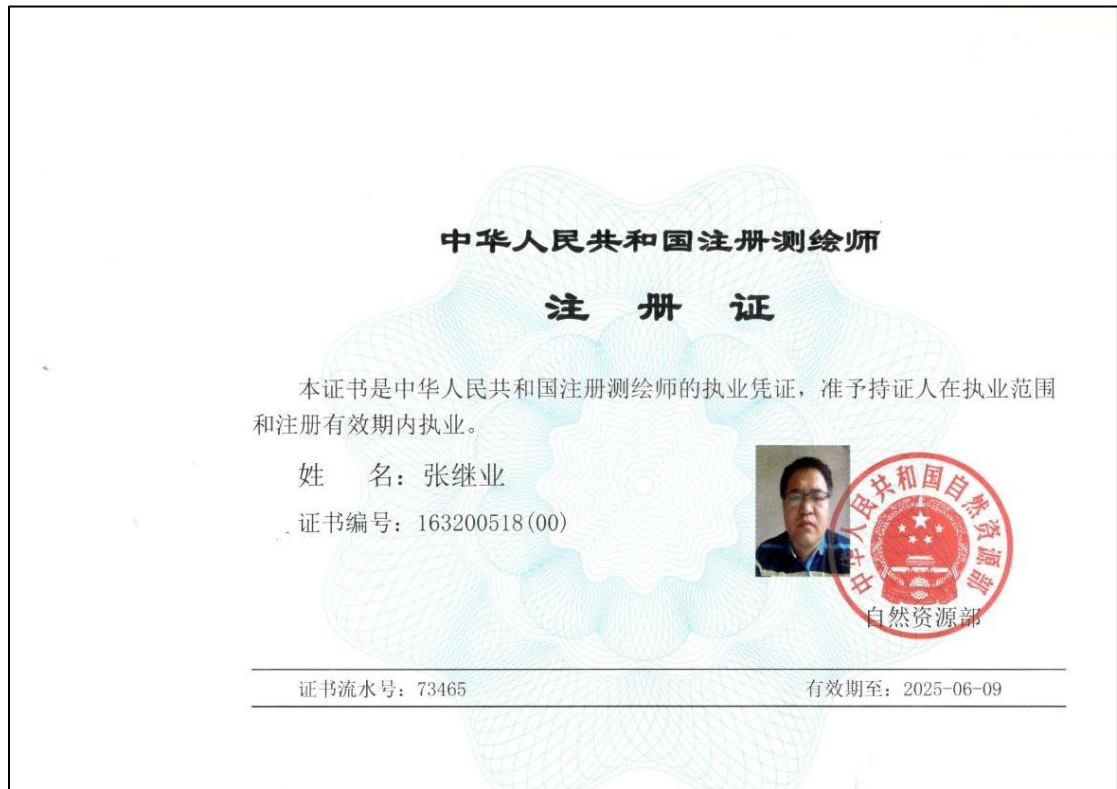 中华人民共和国注册测绘师
注 册 证
本证书是中华人民共和国注册测绘师的执业凭证，准予持证人在执业范围
和注册有效期内执业。
姓 名：张继业
证书编号：163200518(00)
中华人民共和国自然资源部
自然资源部
证书流水号：73465
有效期至：2025-06-09